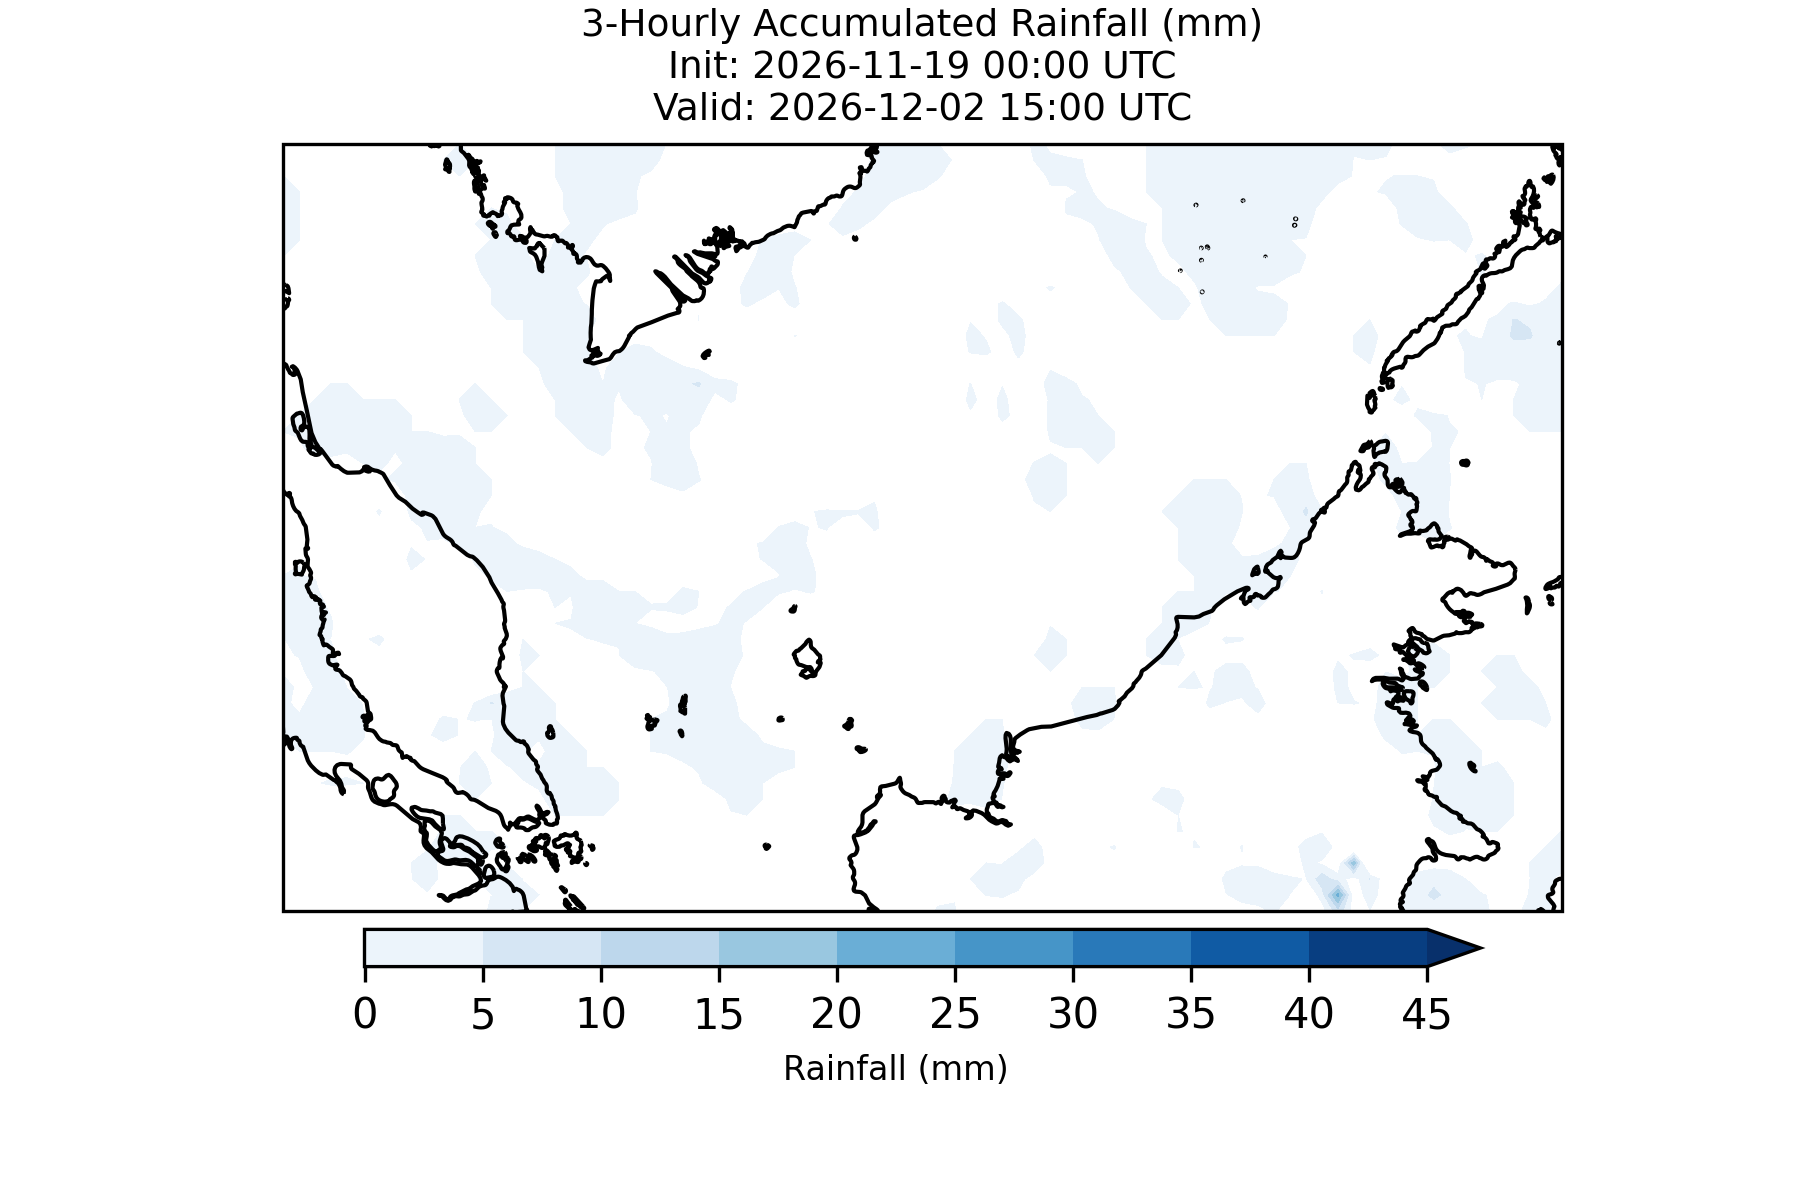 3-Hourly Accumulated Rainfall (mm)
Init: 2026-11-19 00:00 UTC
Valid: 2026-12-02 15:00 UTC
0 5 10 15 20 25 30 35 40 45
Rainfall (mm)